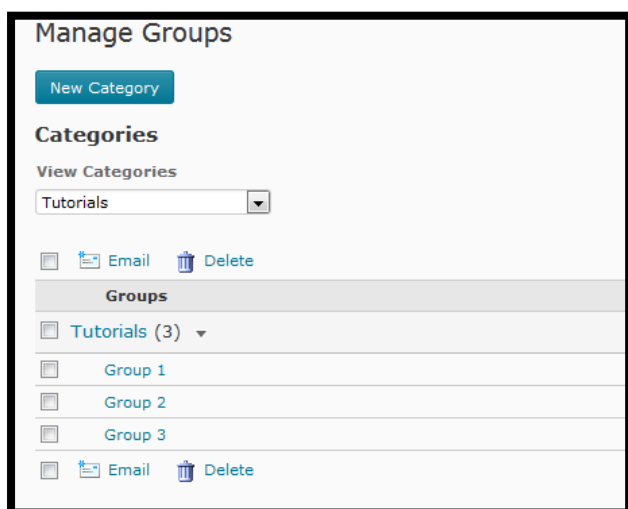 Manage Groups
New Category
Categories
View Categories
Tutorials
Email Delete
Groups
Tutorials (3)
Group 1
Group 2
Group 3
Email Delete